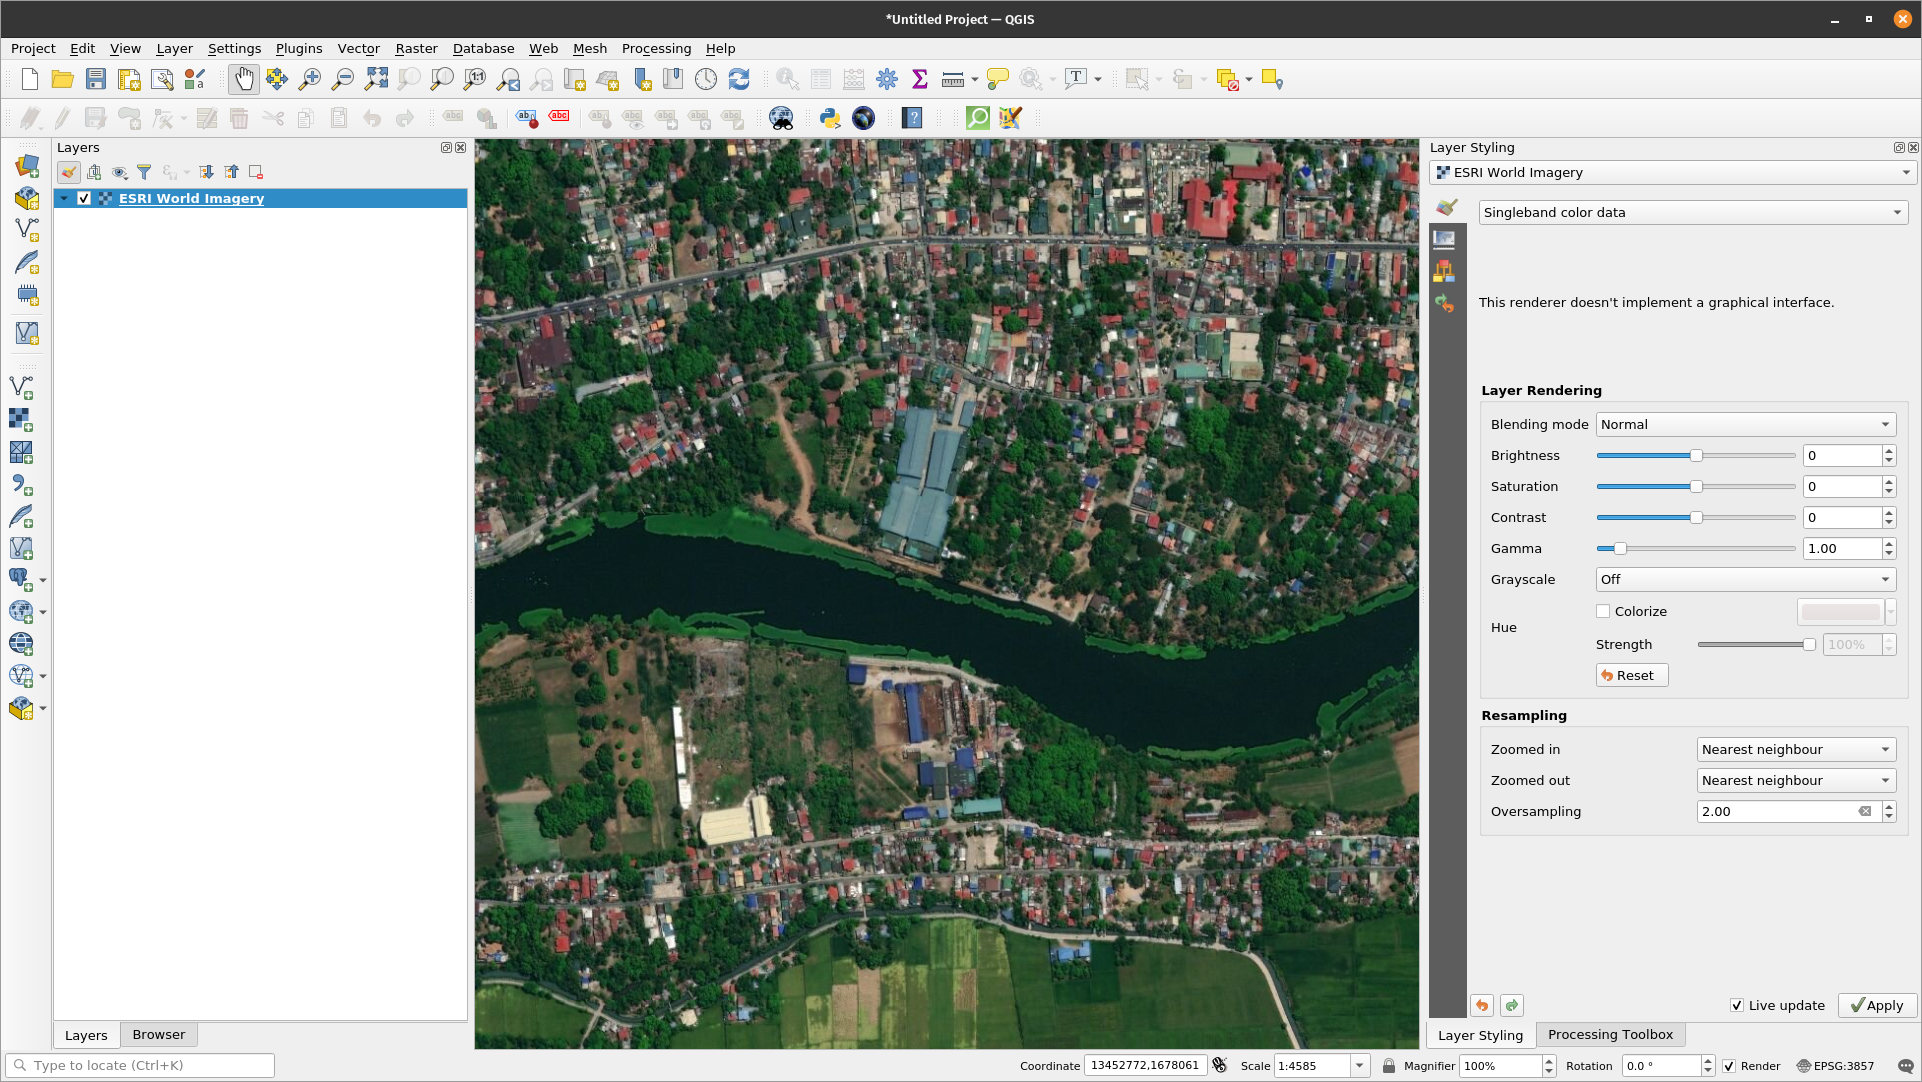 *Untitled Project — QGIS
Project Edit View Layer Settings Plugins Vector Raster Database Web Mesh Processing Help
Layers
ESRI World Imagery
Layers Browser
Layer Styling
ESRI World Imagery
Singleband color data
This renderer doesn't implement a graphical interface.
Layer Rendering
Blending mode Normal
Brightness 0
Saturation 0
Contrast 0
Gamma 1.00
Grayscale Off
Hue
Colorize
Strength 100%
Reset
Resampling
Zoomed in Nearest neighbour
Zoomed out Nearest neighbour
Oversampling 2.00
Live update Apply
Layer Styling Processing Toolbox
Type to locate (Ctrl+K) Coordinate 13452772,1678061 Scale 1:4585 Magnifier 100% Rotation 0.0 ° Render EPSG:3857